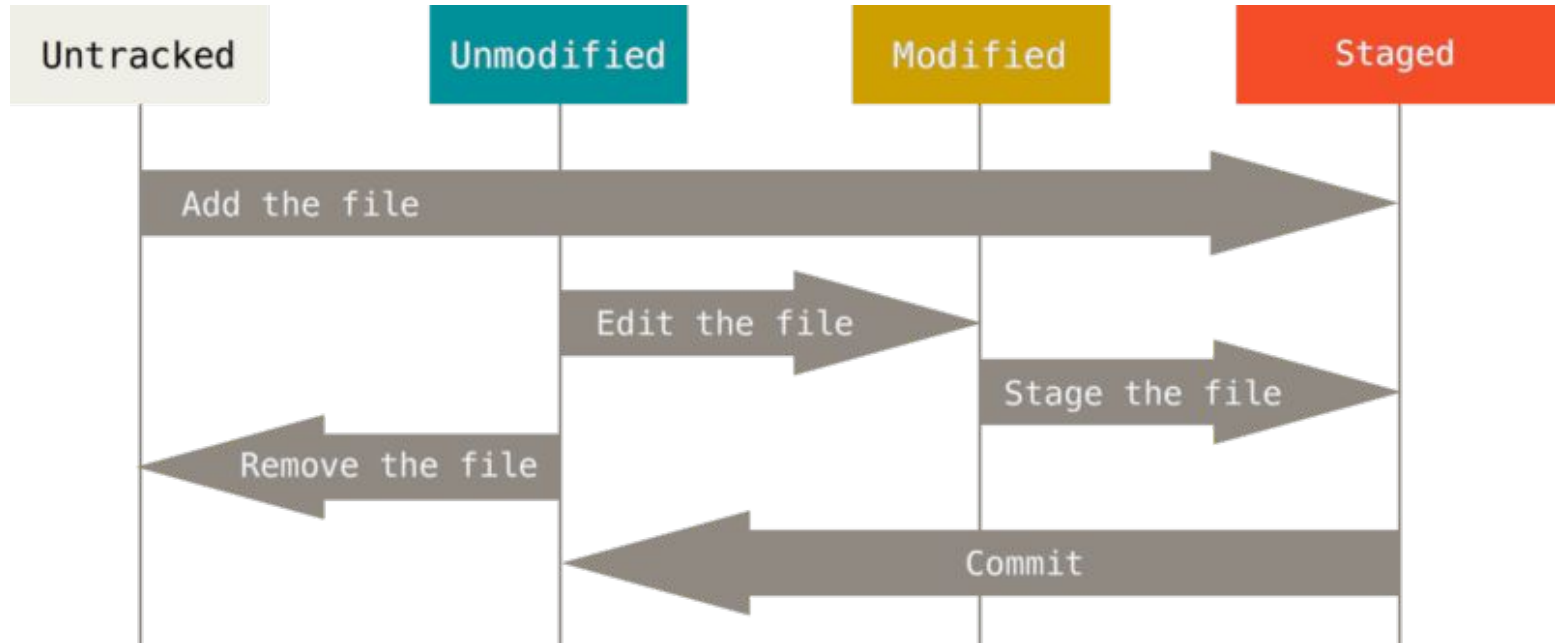 Untracked
Unmodified
Modified
Staged
Add the file
Edit the file
Stage the file
Remove the file
Commit